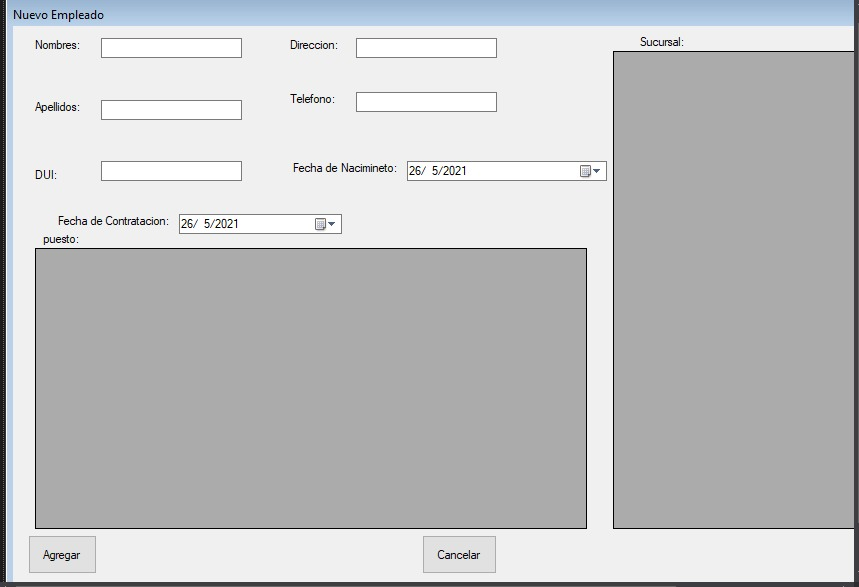 Nuevo Empleado
Nombres:
Direccion:
Sucursal:
Apellidos:
Telefono:
DUI:
Fecha de Nacimineto: 26/ 5/2021
Fecha de Contratacion: 26/ 5/2021
puesto:
Agregar
Cancelar